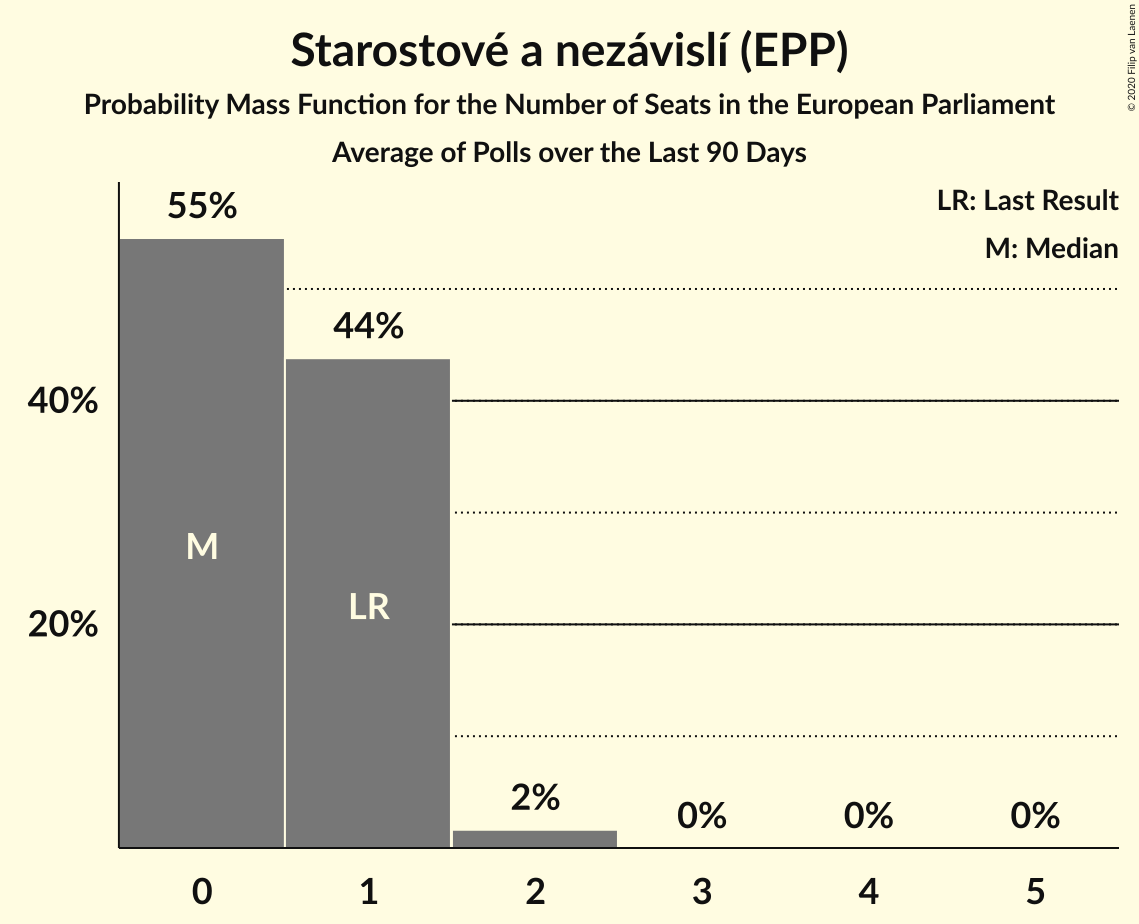 Starostové a nezávislí (EPP)
Probability Mass Function for the Number of Seats in the European Parliament
Average of Polls over the Last 90 Days
© 2020 Filip van Laenen
LR: Last Result
M: Median
55%
44%
2%
0%
0%
0%
40%
20%
M
LR
0
1
2
3
4
5